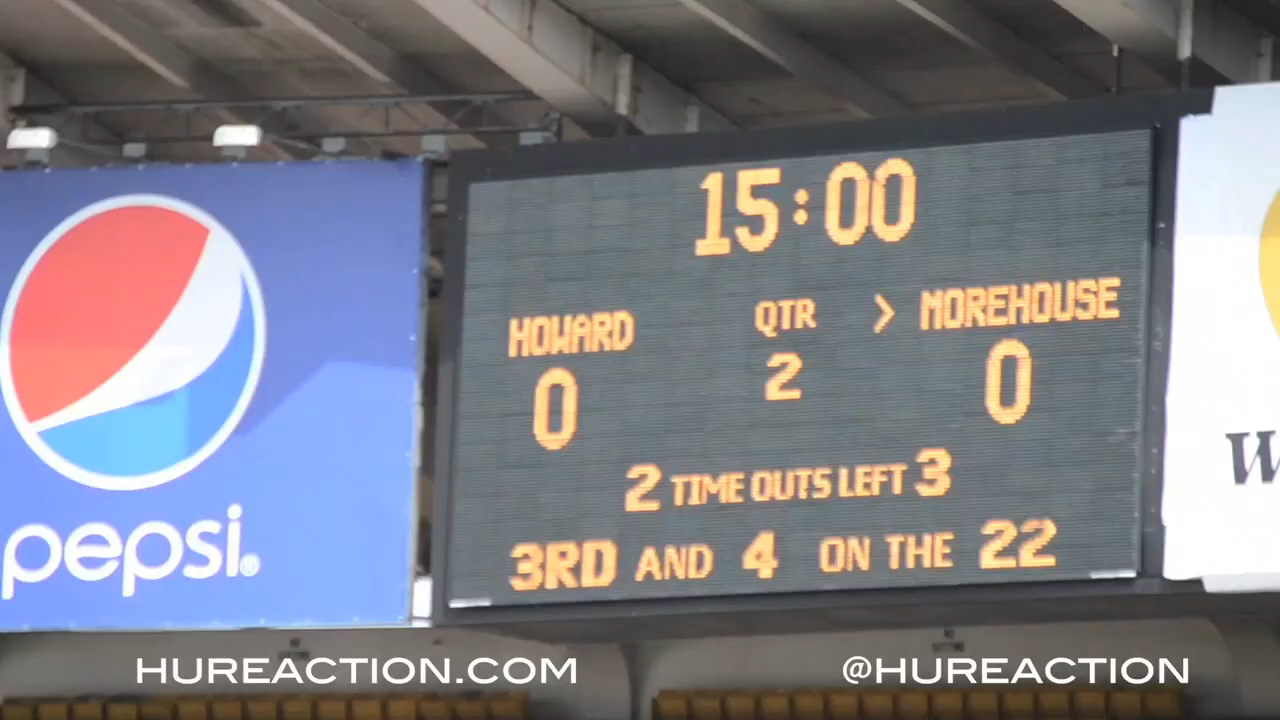 pepsi®
15:00
HOWARD QTR > MOREHOUSE
0 2 0
2 TIME OUTS LEFT 3
3RD AND 4 ON THE 22
HUREACTION.COM
@HUREACTION